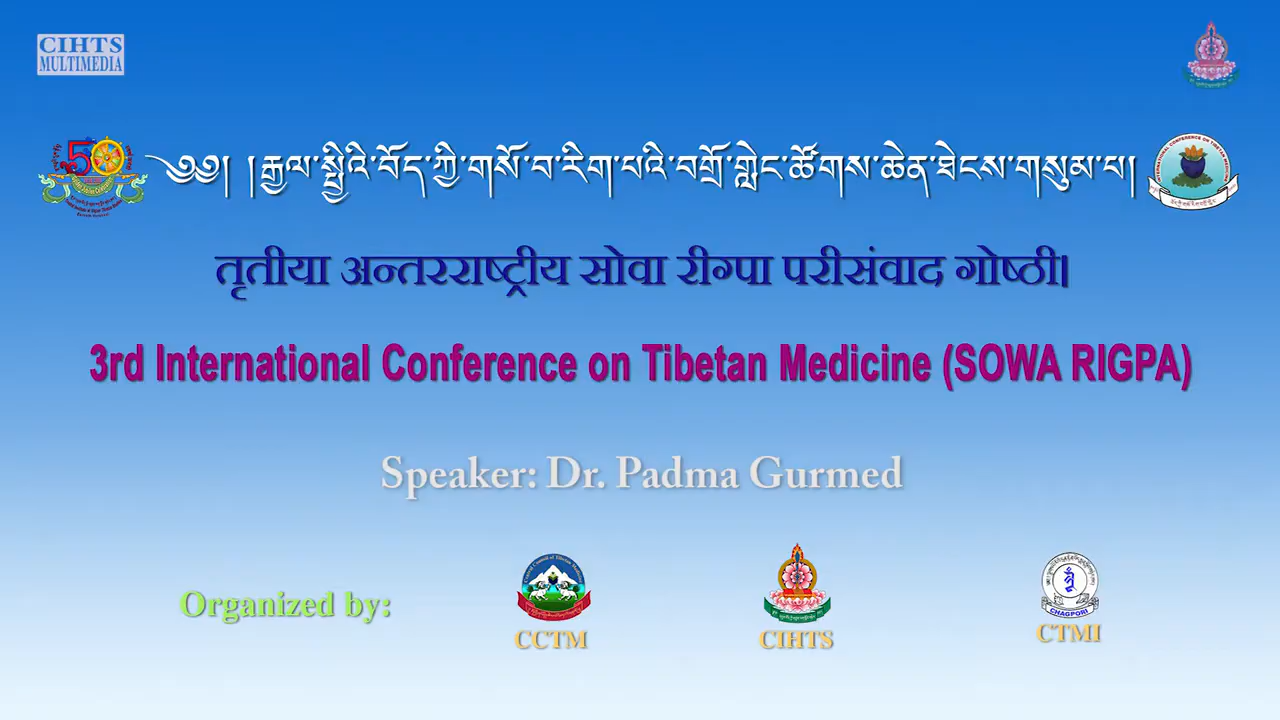 CIHTS
MULTIMEDIA
༄༅། །རྒྱལ་སྤྱིའི་བོད་ཀྱི་གསོ་བ་རིག་པའི་བགྲོ་གླེང་ཚོགས་ཆེན་ཐེངས་གསུམ་པ།
तृतीया अन्तरराष्ट्रीय सोवा रीग्पा परीसंवाद गोष्ठी।
3rd International Conference on Tibetan Medicine (SOWA RIGPA)
Speaker: Dr. Padma Gurmed
Organized by:
CHAGPORI
CCTM
CIHTS
CTMI